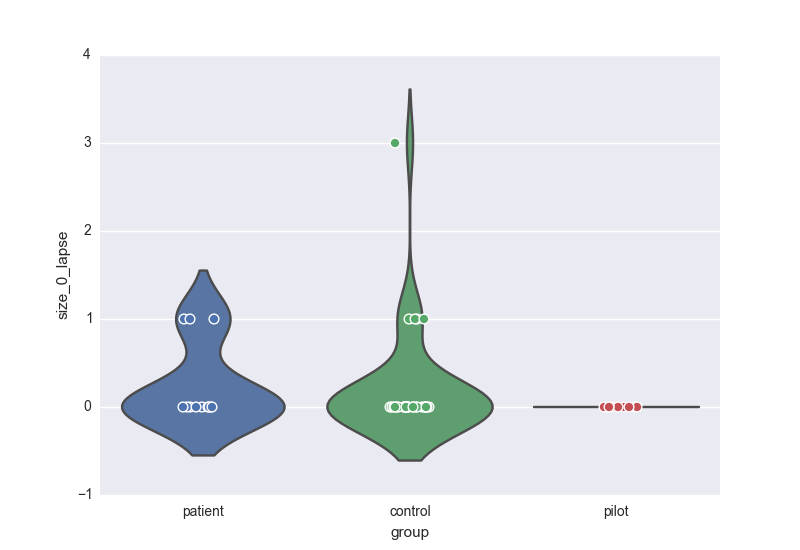 4
3
2
1
0
−1
size_0_lapse
patient
control
pilot
group